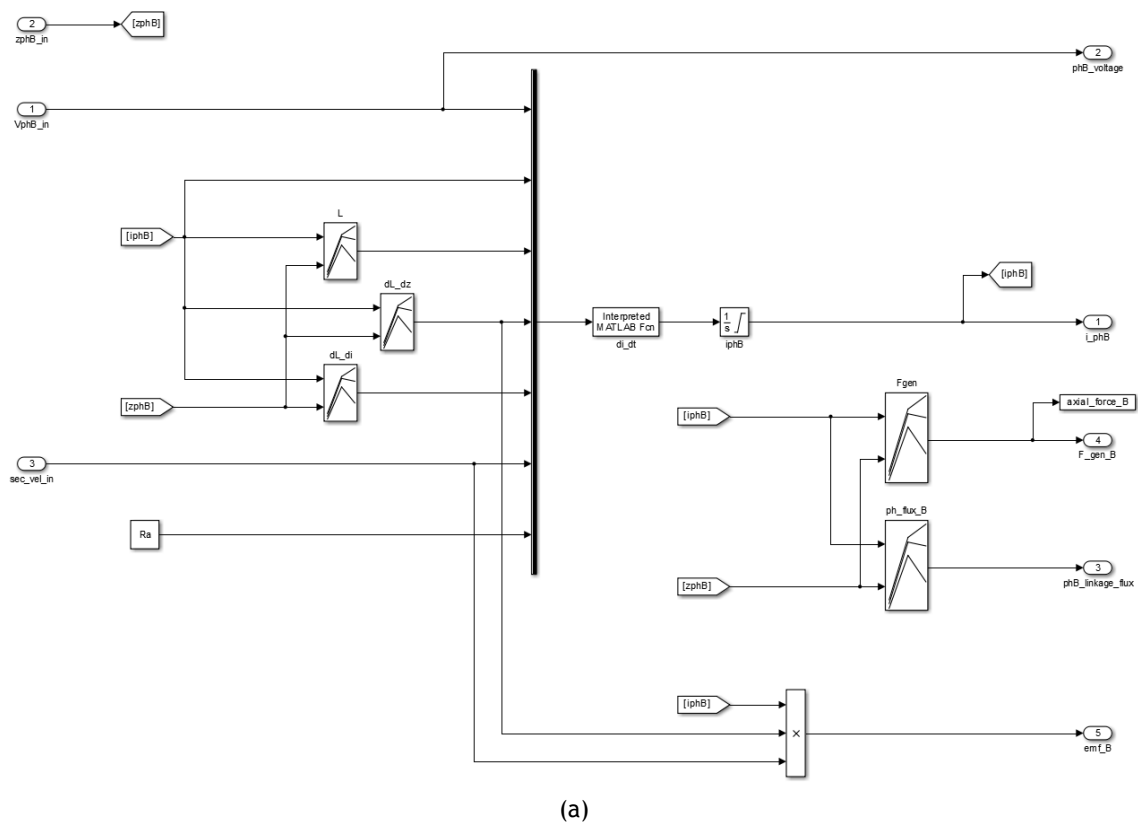 2
zphB_in
[zphB]
2
phB_voltage
1
VphB_in
L
[iphB]
dL_dz
[iphB]
Interpreted
MATLAB Fcn
di_dt
1
s
iphB
1
i_phB
dL_di
[zphB]
Fgen
[iphB]
axial_force_B
4
F_gen_B
3
sec_vel_in
ph_flux_B
Ra
3
phB_linkage_flux
[zphB]
[iphB]
×
5
emf_B
(a)